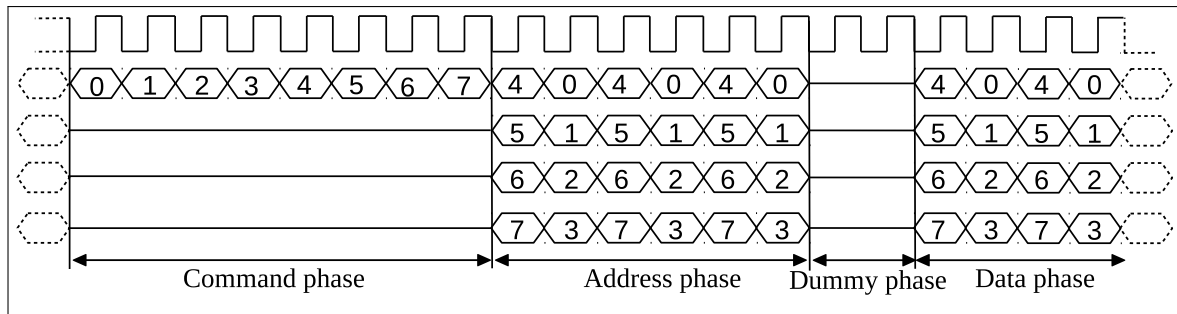 0 1 2 3 4 5 6 7 4 0 4 0 4 0 4 0 4 0
5 1 5 1 5 1 5 1 5 1
6 2 6 2 6 2 6 2 6 2
7 3 7 3 7 3 7 3 7 3
Command phase Address phase Dummy phase Data phase